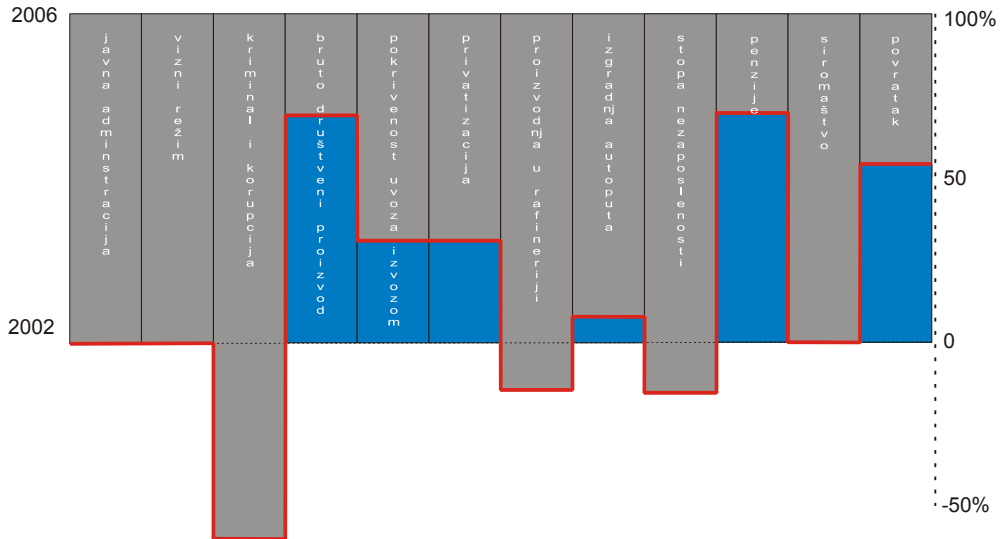 2006
100%
javna adminstracija
vizni režim
kriminal i korupcija
bruto društveni proizvod
pokrivenost uvoza izvozom
privatizacija
proizvodnja u rafineriji
izgradnja autoputa
stopa nezaposlenosti
penzije
siromaštvo
povratak
50
2002
0
-50%